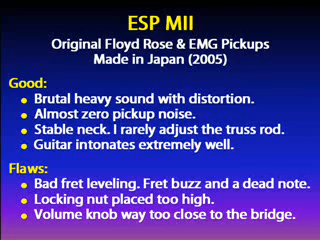 ESP MII
Original Floyd Rose & EMG Pickups
Made in Japan (2005)
Good:
● Brutal heavy sound with distortion.
● Almost zero pickup noise.
● Stable neck. I rarely adjust the truss rod.
● Guitar intonates extremely well.
Flaws:
● Bad fret leveling. Fret buzz and a dead note.
● Locking nut placed too high.
● Volume knob way too close to the bridge.